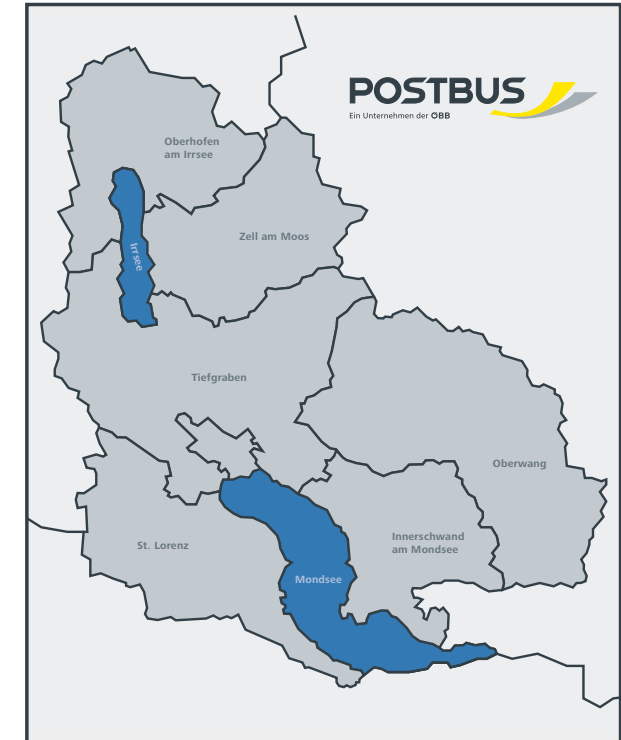 POSTBUS
Ein Unternehmen der ÖBB
Oberhofen
am Irrsee
Zell am Moos
Irrsee
Tiefgraben
Oberwang
Innerschwand
am Mondsee
St. Lorenz
Mondsee